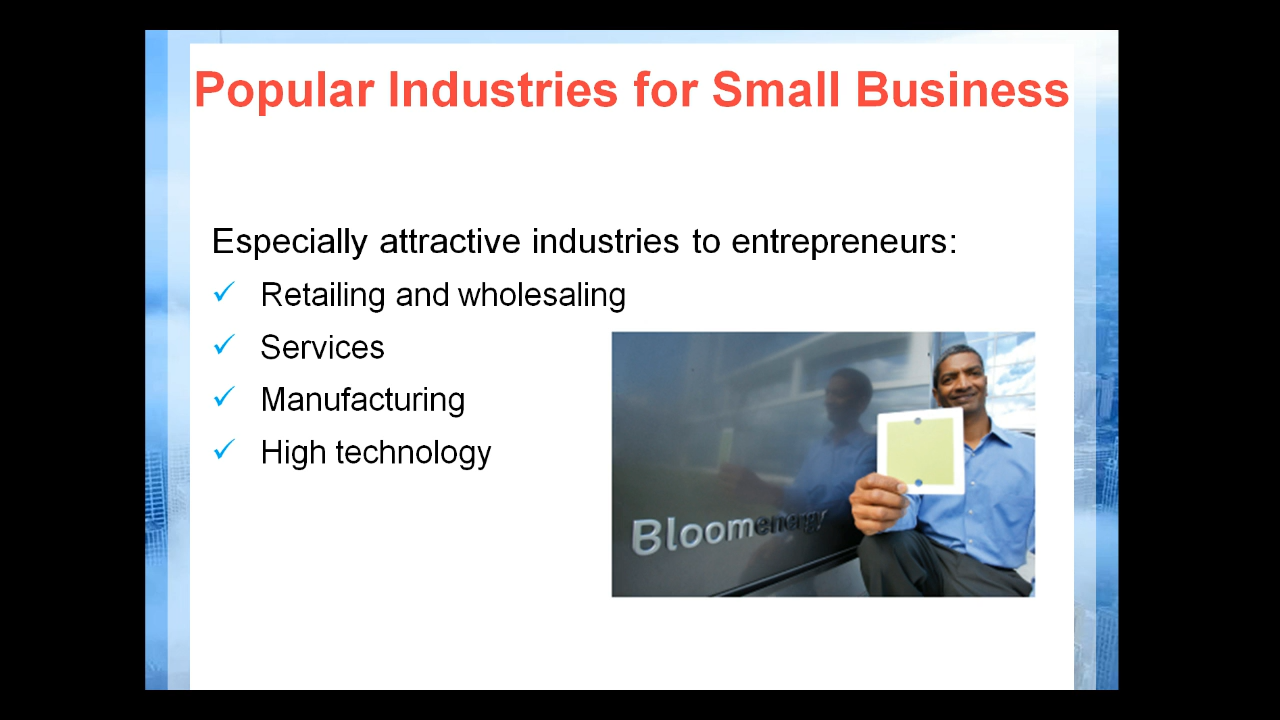 Popular Industries for Small Business
Especially attractive industries to entrepreneurs:
Retailing and wholesaling
Services
Manufacturing
High technology
Bloomenergy